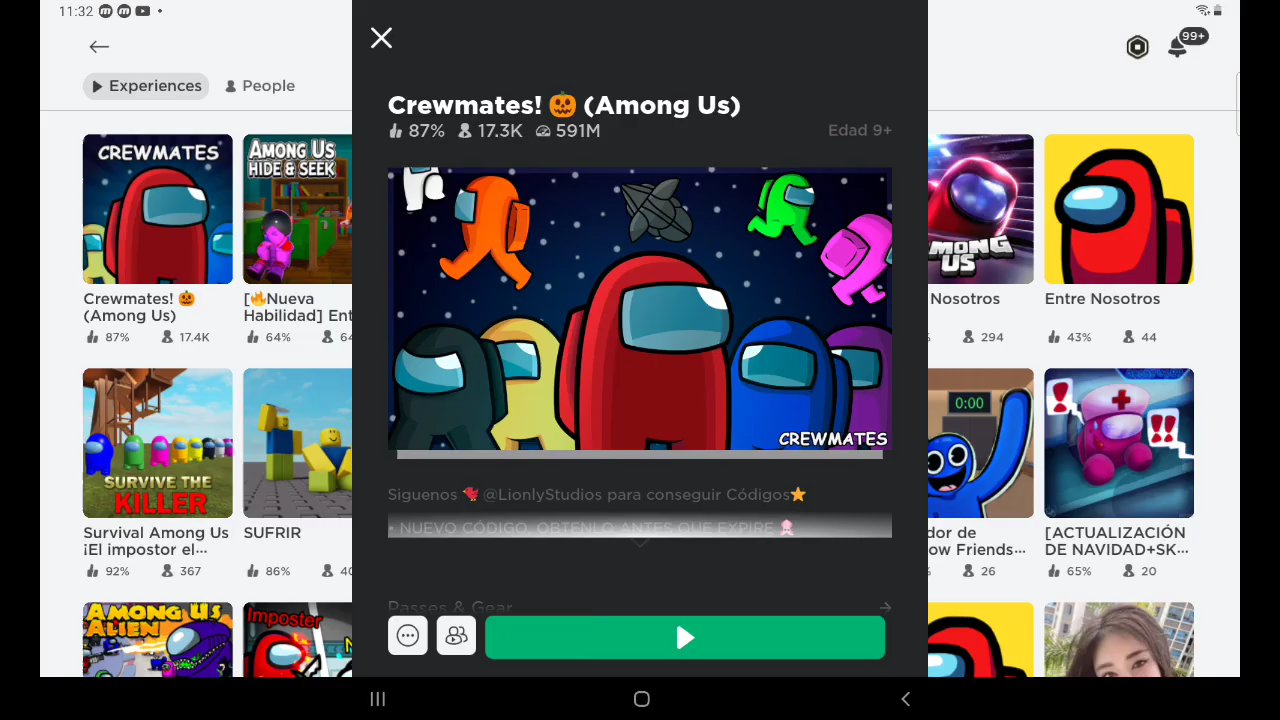 11:32
99+
Experiences
People
Crewmates! 🎃 (Among Us)
87%
17.3K
591M
Edad 9+
CREWMATES
Siguenos 🐦 @LionlyStudios para conseguir Códigos⭐
• NUEVO CÓDIGO, OBTENLO ANTES QUE EXPIRE
Passes & Gear
CREWMATES
Crewmates! 🎃
(Among Us)
87%
17.4K
AMONG US
HIDE & SEEK
[🔥Nueva
Habilidad] Ent
64%
64
AMONG
US
Nosotros
294
Entre Nosotros
43%
44
SURVIVE THE
KILLER
Survival Among Us
¡El impostor el...
92%
367
SUFRIR
86%
40
0:00
dor de
ow Friends...
26
[ACTUALIZACIÓN
DE NAVIDAD+SK...
65%
20
AMONG US
ALIEN
Imposter